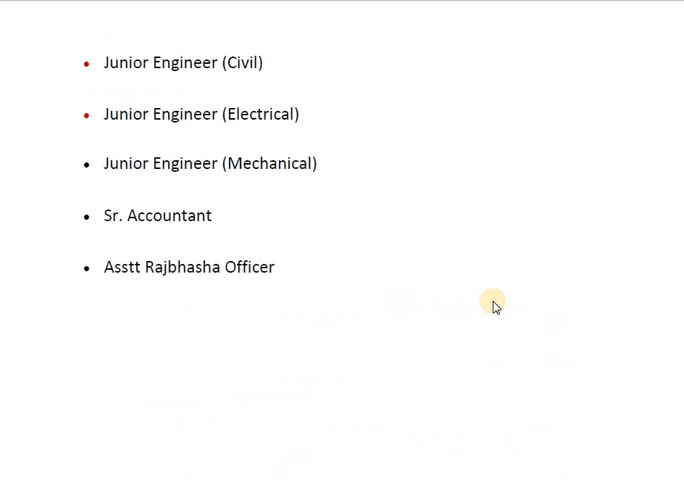 • Junior Engineer (Civil)
• Junior Engineer (Electrical)
• Junior Engineer (Mechanical)
• Sr. Accountant
• Asstt Rajbhasha Officer